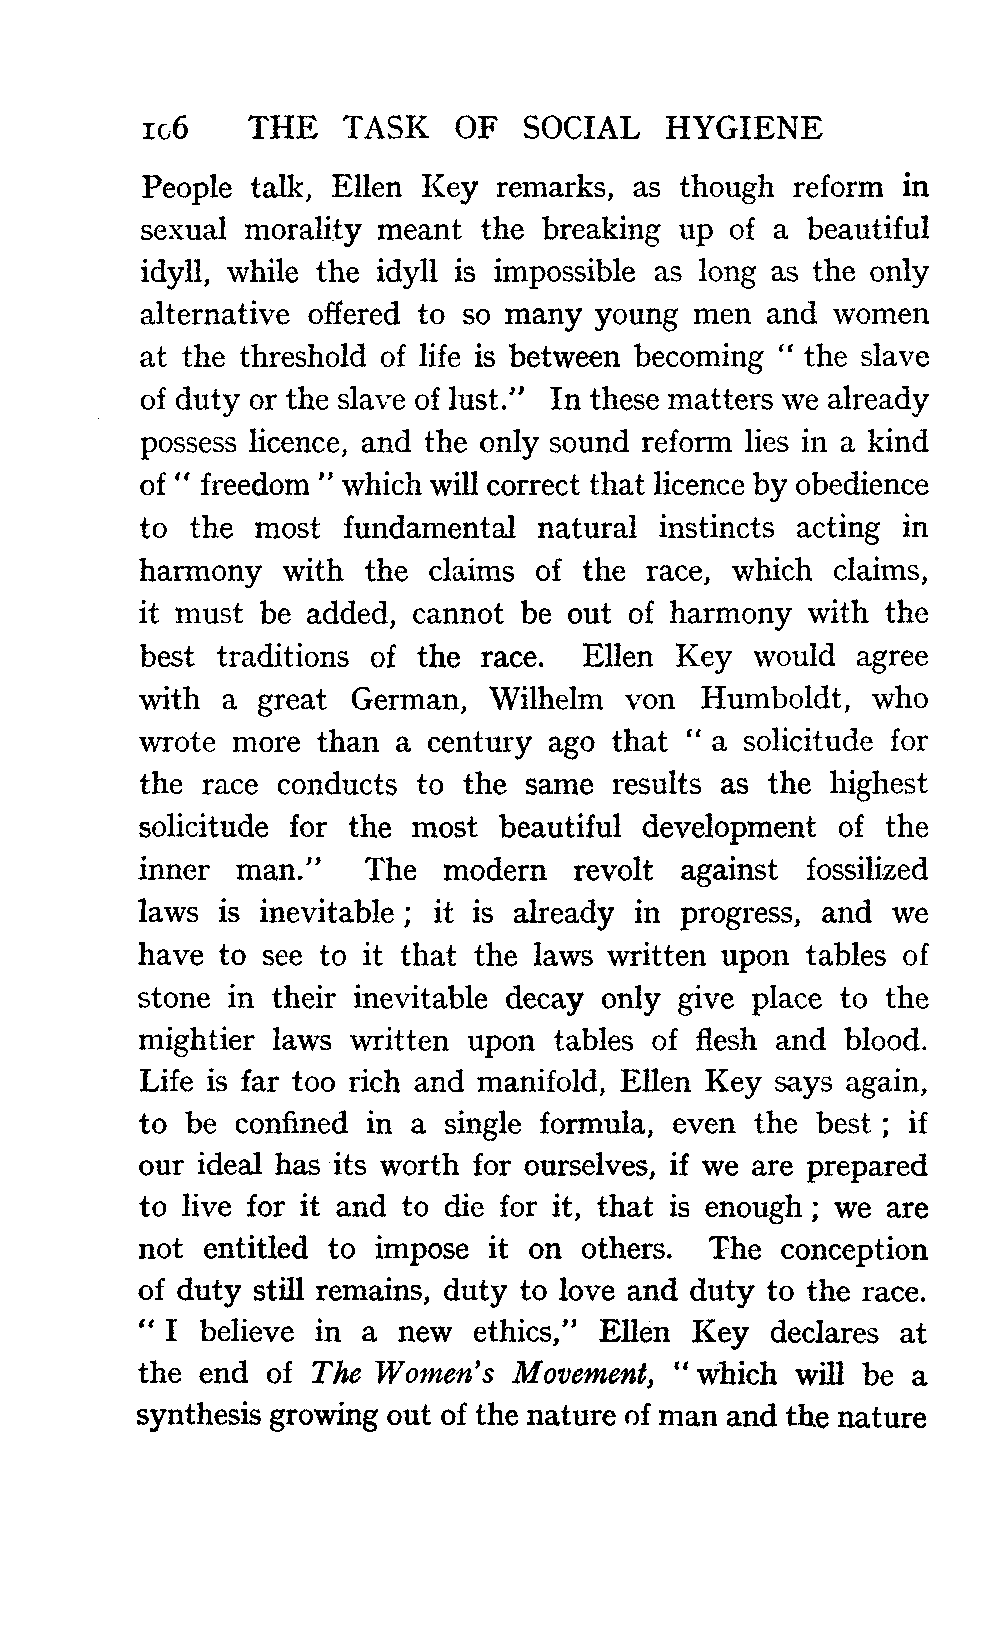 106 THE TASK OF SOCIAL HYGIENE
People talk, Ellen Key remarks, as though reform in
sexual morality meant the breaking up of a beautiful
idyll, while the idyll is impossible as long as the only
alternative offered to so many young men and women
at the threshold of life is between becoming " the slave
of duty or the slave of lust." In these matters we already
possess licence, and the only sound reform lies in a kind
of " freedom " which will correct that licence by obedience
to the most fundamental natural instincts acting in
harmony with the claims of the race, which claims,
it must be added, cannot be out of harmony with the
best traditions of the race. Ellen Key would agree
with a great German, Wilhelm von Humboldt, who
wrote more than a century ago that " a solicitude for
the race conducts to the same results as the highest
solicitude for the most beautiful development of the
inner man." The modern revolt against fossilized
laws is inevitable ; it is already in progress, and we
have to see to it that the laws written upon tables of
stone in their inevitable decay only give place to the
mightier laws written upon tables of flesh and blood.
Life is far too rich and manifold, Ellen Key says again,
to be confined in a single formula, even the best ; if
our ideal has its worth for ourselves, if we are prepared
to live for it and to die for it, that is enough ; we are
not entitled to impose it on others. The conception
of duty still remains, duty to love and duty to the race.
" I believe in a new ethics," Ellen Key declares at
the end of The Women's Movement, " which will be a
synthesis growing out of the nature of man and the nature